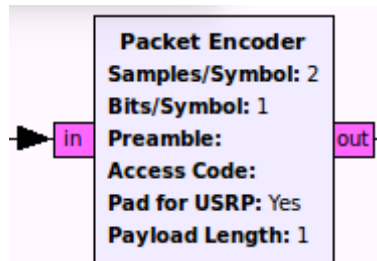 Packet Encoder
Samples/Symbol: 2
Bits/Symbol: 1
in Preamble: out
Access Code:
Pad for USRP: Yes
Payload Length: 1